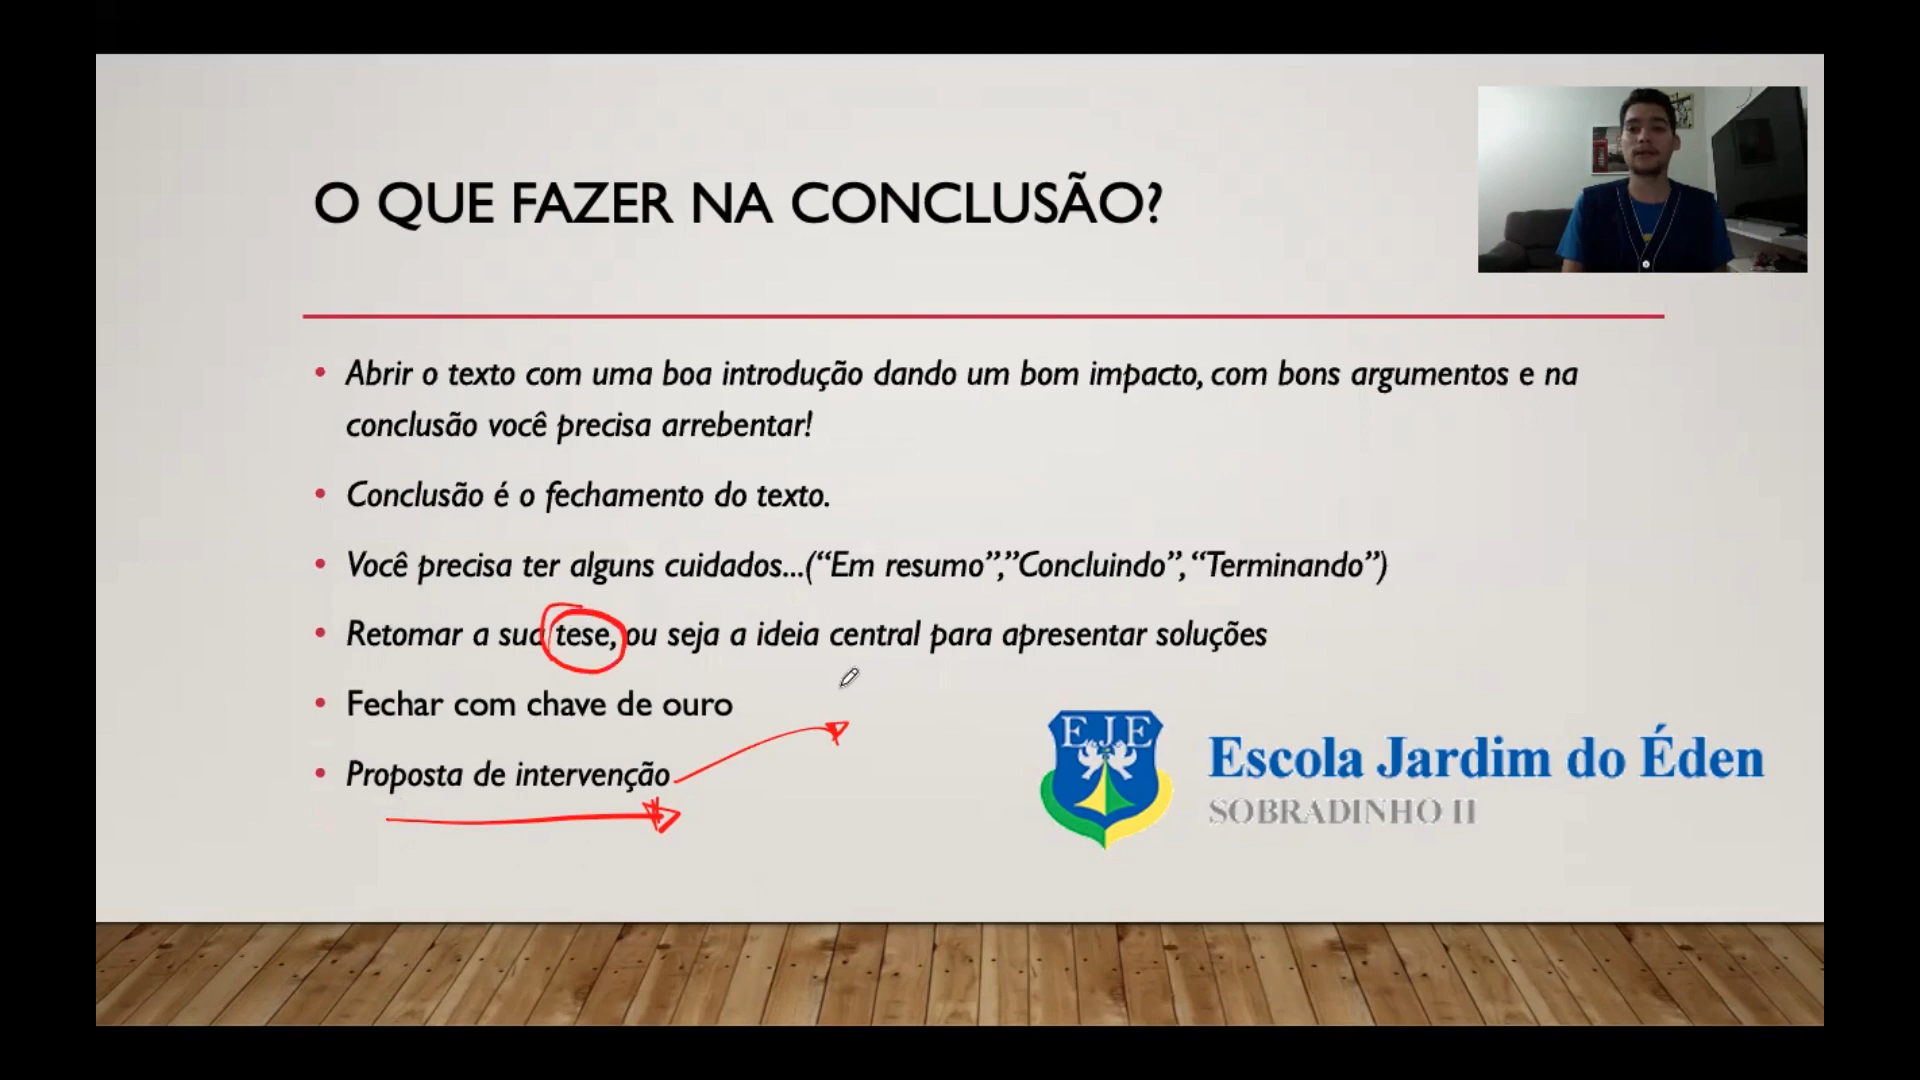 O QUE FAZER NA CONCLUSÃO?
• Abrir o texto com uma boa introdução dando um bom impacto, com bons argumentos e na
conclusão você precisa arrebentar!
• Conclusão é o fechamento do texto.
• Você precisa ter alguns cuidados...(“Em resumo”,”Concluindo”, “Terminando”)
• Retomar a sua tese, ou seja a ideia central para apresentar soluções
• Fechar com chave de ouro
• Proposta de intervenção
EJE
Escola Jardim do Éden
SOBRADINHO II